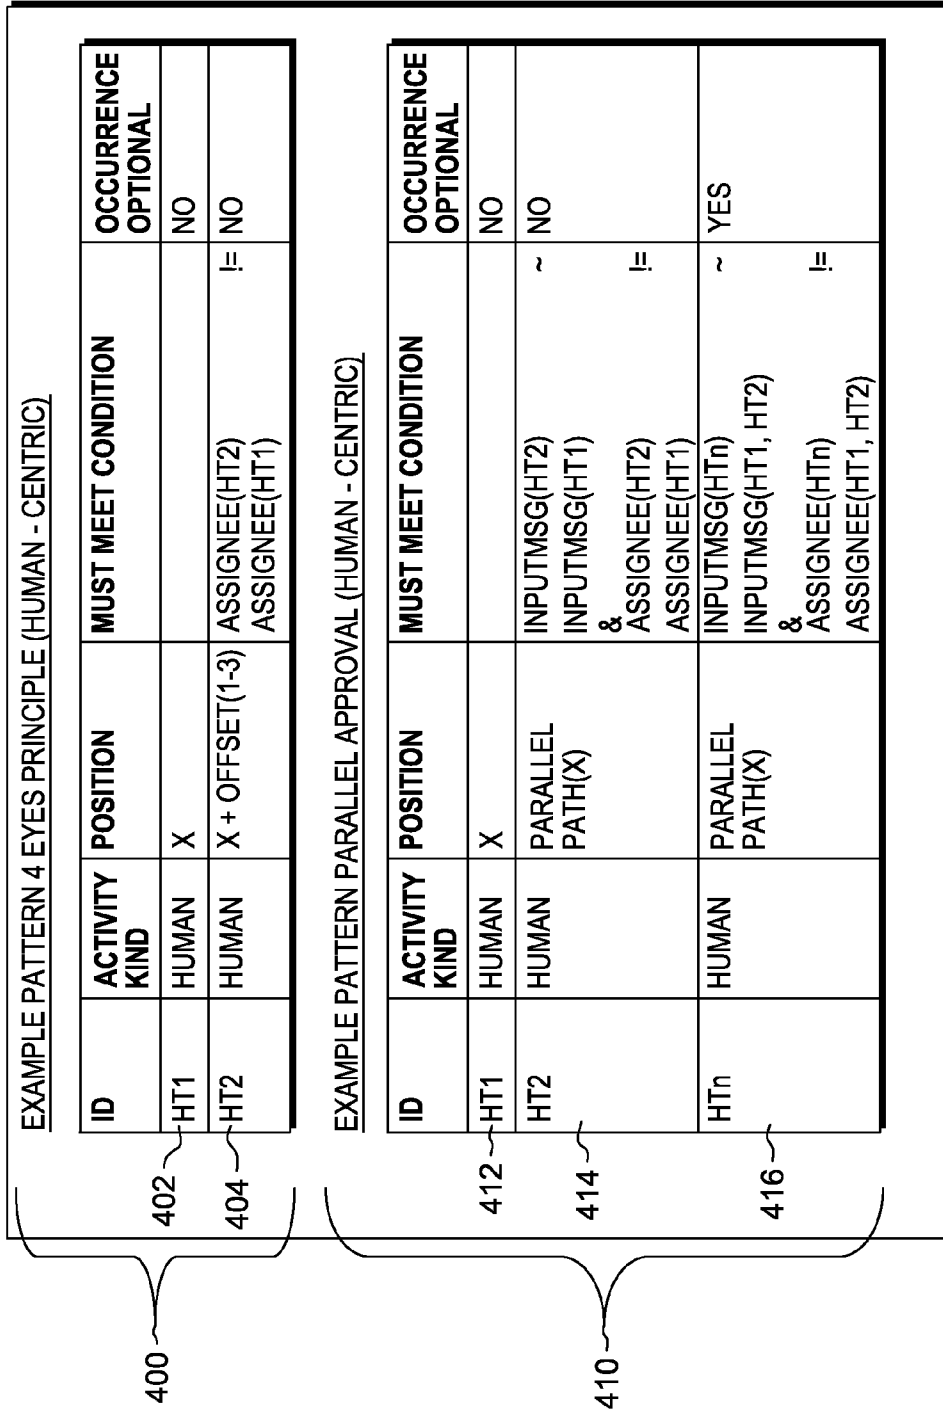 EXAMPLE PATTERN 4 EYES PRINCIPLE (HUMAN - CENTRIC)
ID ACTIVITY KIND POSITION MUST MEET CONDITION OCCURRENCE OPTIONAL
HT1 HUMAN X NO
HT2 HUMAN X + OFFSET(1-3) ASSIGNEE(HT2) != NO
ASSIGNEE(HT1)
402
404
400
EXAMPLE PATTERN PARALLEL APPROVAL (HUMAN - CENTRIC)
ID ACTIVITY KIND POSITION MUST MEET CONDITION OCCURRENCE OPTIONAL
HT1 HUMAN X NO
HT2 HUMAN PARALLEL INPUTMSG(HT2) ~ NO
PATH(X) INPUTMSG(HT1)
&
ASSIGNEE(HT2) !=
ASSIGNEE(HT1)
HTn HUMAN PARALLEL INPUTMSG(HTn) ~ YES
PATH(X) INPUTMSG(HT1, HT2)
&
ASSIGNEE(HTn) !=
ASSIGNEE(HT1, HT2)
412
414
416
410